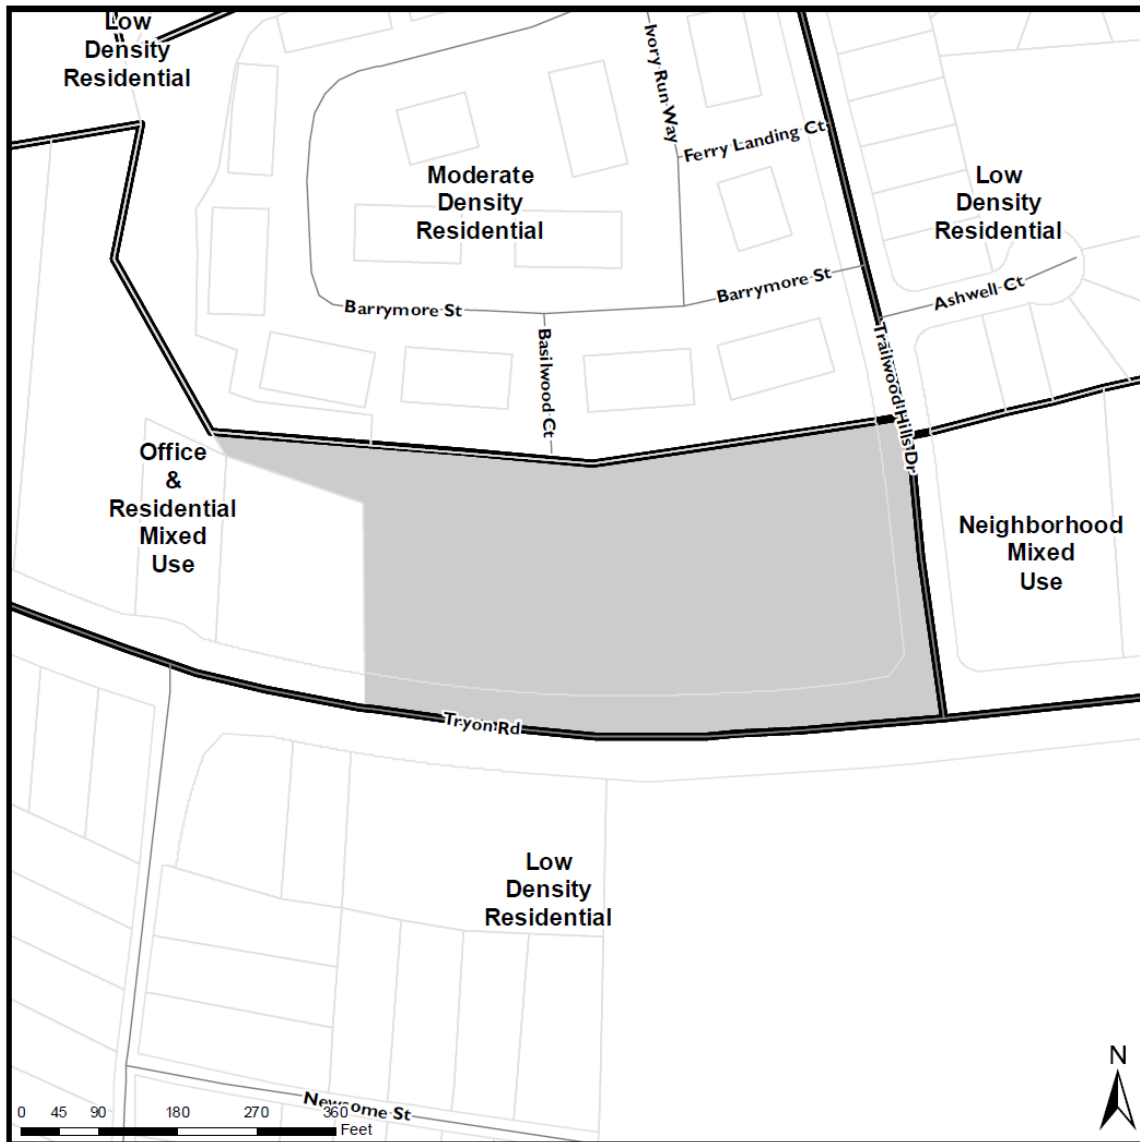 Low
Density
Residential
Ivory Run Way
Ferry Landing Ct
Moderate
Density
Residential
Low
Density
Residential
Barrymore St
Barrymore St
Ashwell Ct
Basilwood Ct
Trailwood Hills Dr
Office
&
Residential
Mixed
Use
Neighborhood
Mixed
Use
Tryon Rd
Low
Density
Residential
Newcome St
N
0 45 90 180 270 360
Feet